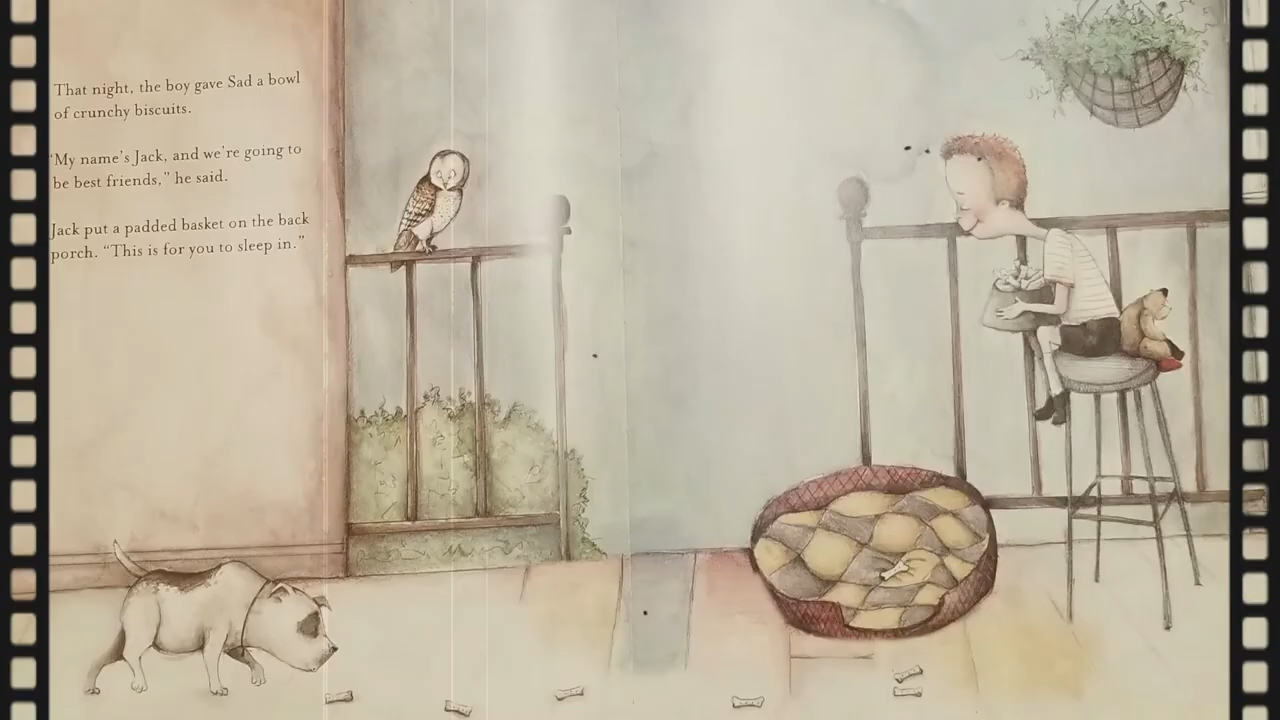 That night, the boy gave Sad a bowl
of crunchy biscuits.
"My name's Jack, and we're going to
be best friends," he said.
Jack put a padded basket on the back
porch. "This is for you to sleep in."